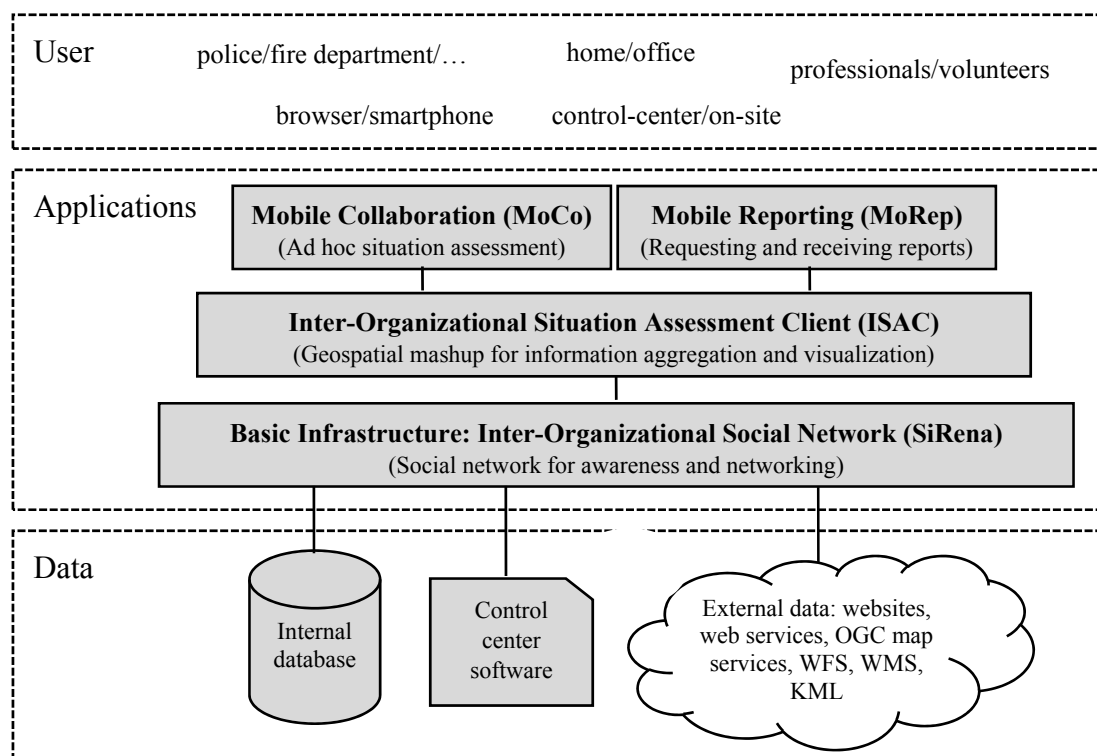 User
police/fire department/…
home/office
professionals/volunteers
browser/smartphone
control-center/on-site
Applications
Mobile Collaboration (MoCo)
(Ad hoc situation assessment)
Mobile Reporting (MoRep)
(Requesting and receiving reports)
Inter-Organizational Situation Assessment Client (ISAC)
(Geospatial mashup for information aggregation and visualization)
Basic Infrastructure: Inter-Organizational Social Network (SiRena)
(Social network for awareness and networking)
Data
Internal
database
Control
center
software
External data: websites,
web services, OGC map
services, WFS, WMS,
KML